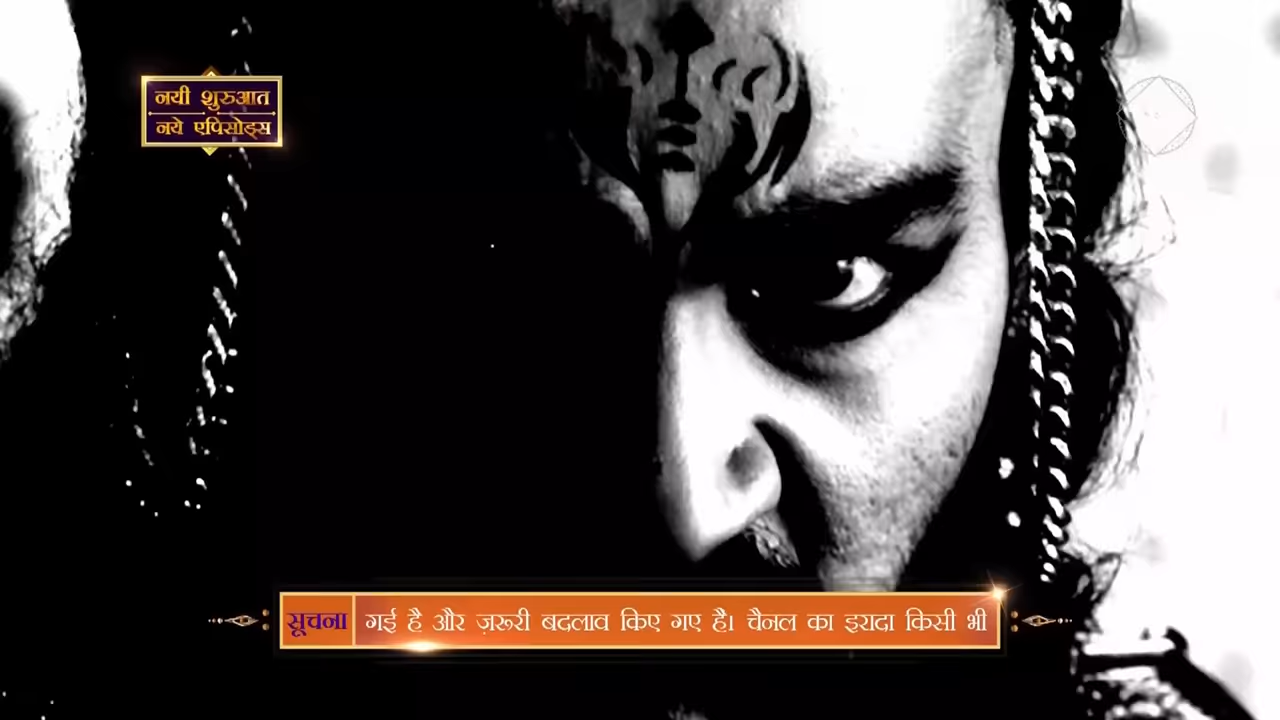 नयी शुरुआत
नये एपिसोड्स
सूचना गई है और ज़रूरी बदलाव किए गए हैं। चैनल का इरादा किसी भी